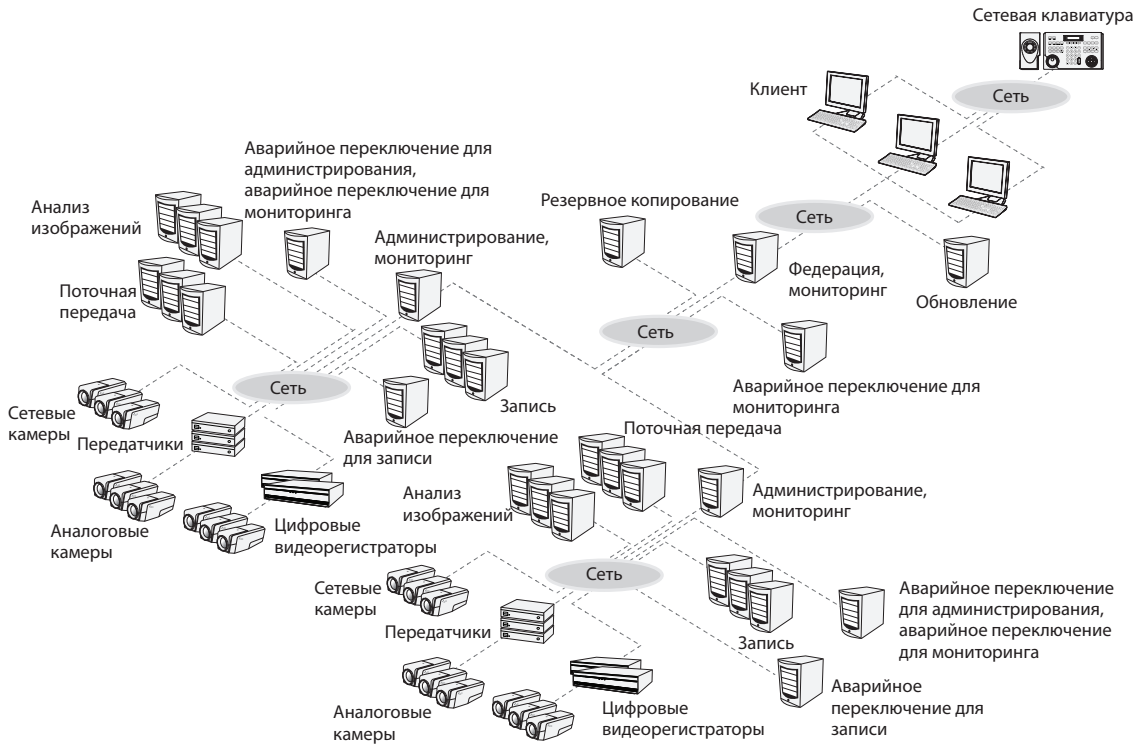 Сетевая клавиатура
Клиент
Сеть
Аварийное переключение для
администрирования,
аварийное переключение для
мониторинга
Анализ
изображений
Резервное копирование
Сеть
Администрирование,
мониторинг
Федерация,
мониторинг
Обновление
Поточная
передача
Сеть
Сеть
Аварийное переключение для
мониторинга
Запись
Сетевые
камеры
Передатчики
Аварийное переключение
для записи
Поточная передача
Анализ
изображений
Администрирование,
мониторинг
Аналоговые
камеры
Цифровые
видеорегистраторы
Сеть
Сетевые
камеры
Аварийное переключение
для администрирования,
аварийное переключение
для мониторинга
Передатчики
Запись
Аварийное
переключение для
записи
Аналоговые
камеры
Цифровые
видеорегистраторы